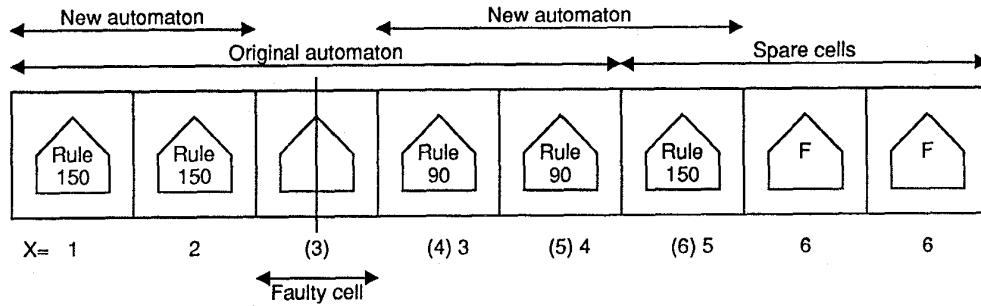 New automaton New automaton
Original automaton Spare cells
Rule 150 Rule 150 Rule 90 Rule 90 Rule 150 F F
X= 1 2 (3) (4) 3 (5) 4 (6) 5 6 6
Faulty cell